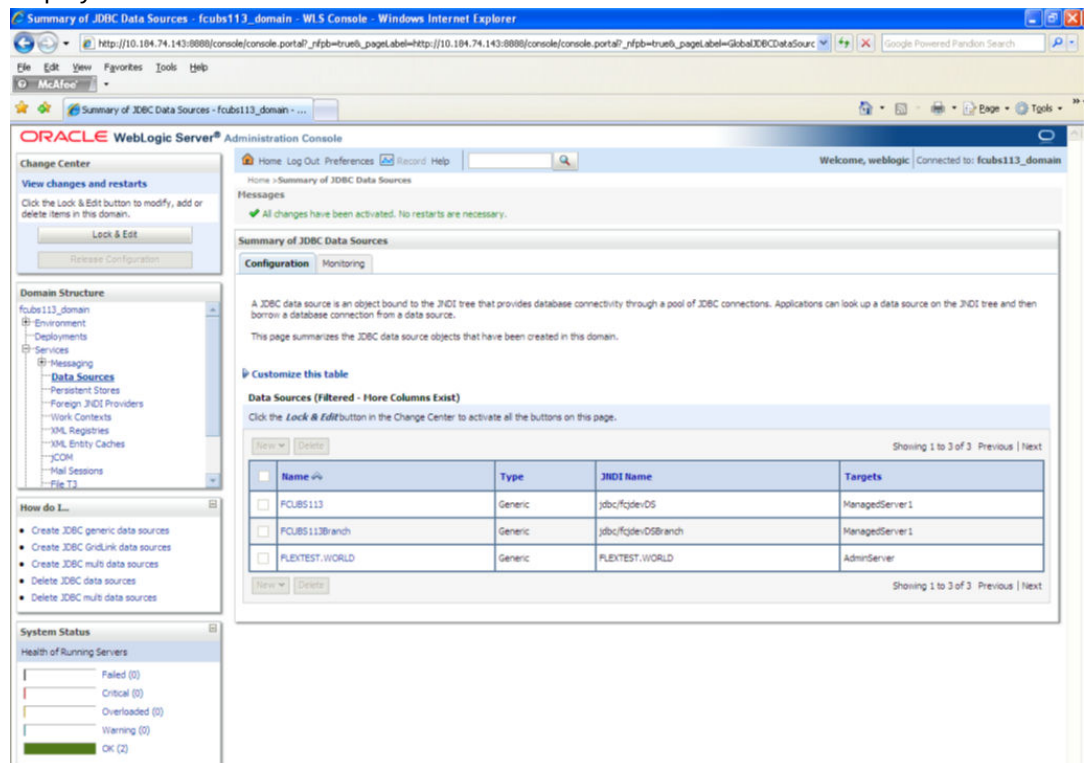 Summary of JDBC Data Sources - fcubs113_domain - WLS Console - Windows Internet Explorer
http://10.184.74.143:8888/console/console.portal?_nfpb=true&_pageLabel=http://10.184.74.143:8888/console/console.portal?_nfpb=true&_pageLabel=GlobalJDBCDataSourc
Google Powered Pandion Search
File Edit View Favorites Tools Help
McAfee
Summary of JDBC Data Sources - fcubs113_domain - ...
Page Tools
ORACLE WebLogic Server® Administration Console
Change Center
View changes and restarts
Click the Lock & Edit button to modify, add or
delete items in this domain.
Lock & Edit
Release Configuration
Domain Structure
fcubs113_domain
Environment
Deployments
Services
Messaging
Data Sources
Persistent Stores
Foreign JNDI Providers
Work Contexts
XML Registries
XML Entity Caches
jCOM
Mail Sessions
File T3
How do I...
Create JDBC generic data sources
Create JDBC GridLink data sources
Create JDBC multi data sources
Delete JDBC data sources
Delete JDBC multi data sources
System Status
Health of Running Servers
Failed (0)
Critical (0)
Overloaded (0)
Warning (0)
OK (2)
Home Log Out Preferences Record Help
Welcome, weblogic Connected to: fcubs113_domain
Home >Summary of JDBC Data Sources
Messages
All changes have been activated. No restarts are necessary.
Summary of JDBC Data Sources
Configuration Monitoring
A JDBC data source is an object bound to the JNDI tree that provides database connectivity through a pool of JDBC connections. Applications can look up a data source on the JNDI tree and then
borrow a database connection from a data source.
This page summarizes the JDBC data source objects that have been created in this domain.
Customize this table
Data Sources (Filtered - More Columns Exist)
Click the Lock & Edit button in the Change Center to activate all the buttons on this page.
New Delete Showing 1 to 3 of 3 Previous | Next
Name Type JNDI Name Targets
FCUBS113 Generic jdbc/fcjdevDS ManagedServer1
FCUBS113Branch Generic jdbc/fcjdevDSBranch ManagedServer1
FLEXTEST.WORLD Generic FLEXTEST.WORLD AdminServer
New Delete Showing 1 to 3 of 3 Previous | Next